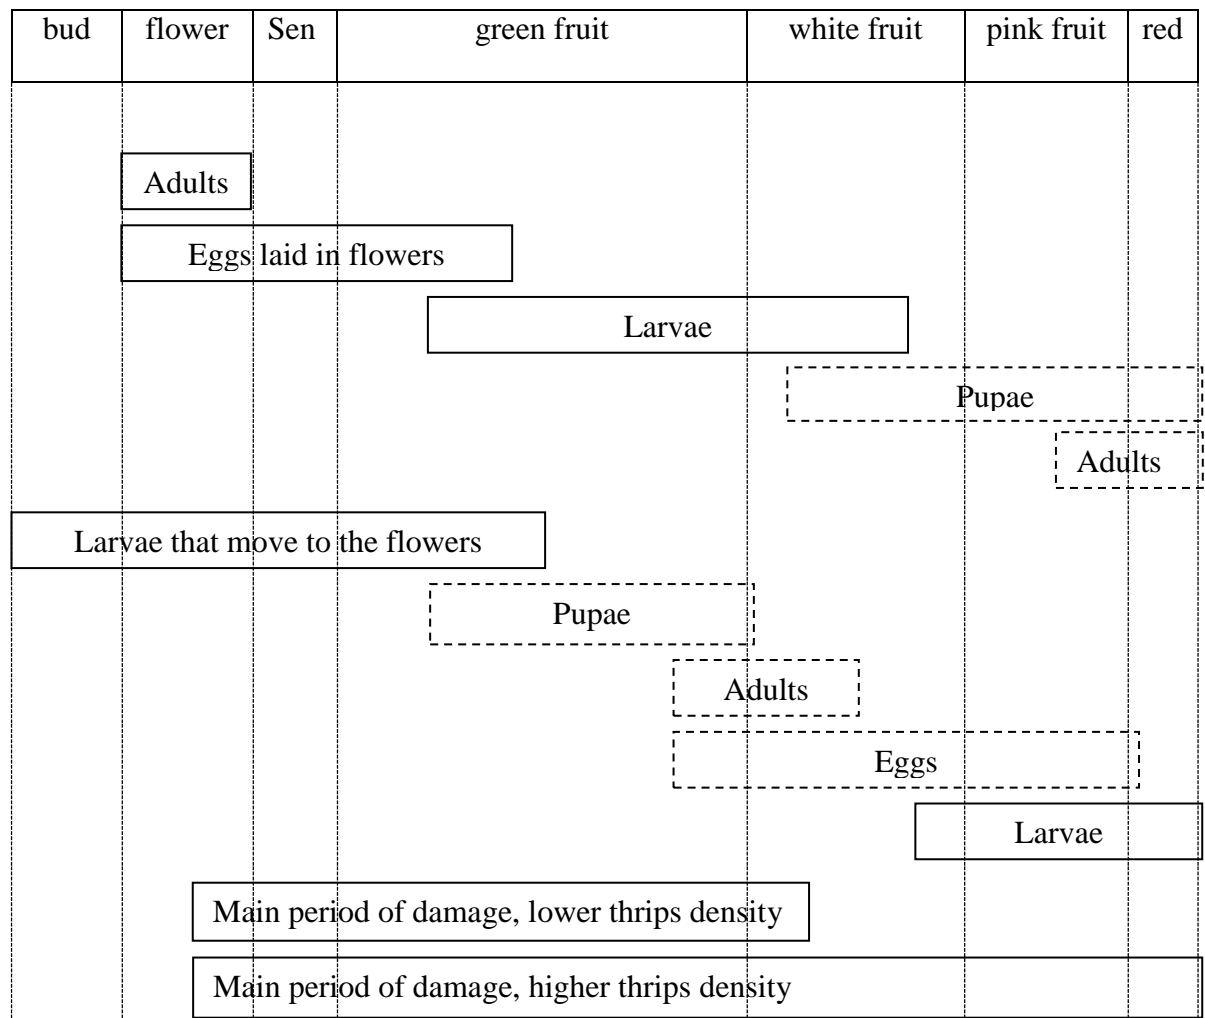 bud flower Sen green fruit white fruit pink fruit red
Adults
Eggs laid in flowers
Larvae
Pupae
Adults
Larvae that move to the flowers
Pupae
Adults
Eggs
Larvae
Main period of damage, lower thrips density
Main period of damage, higher thrips density